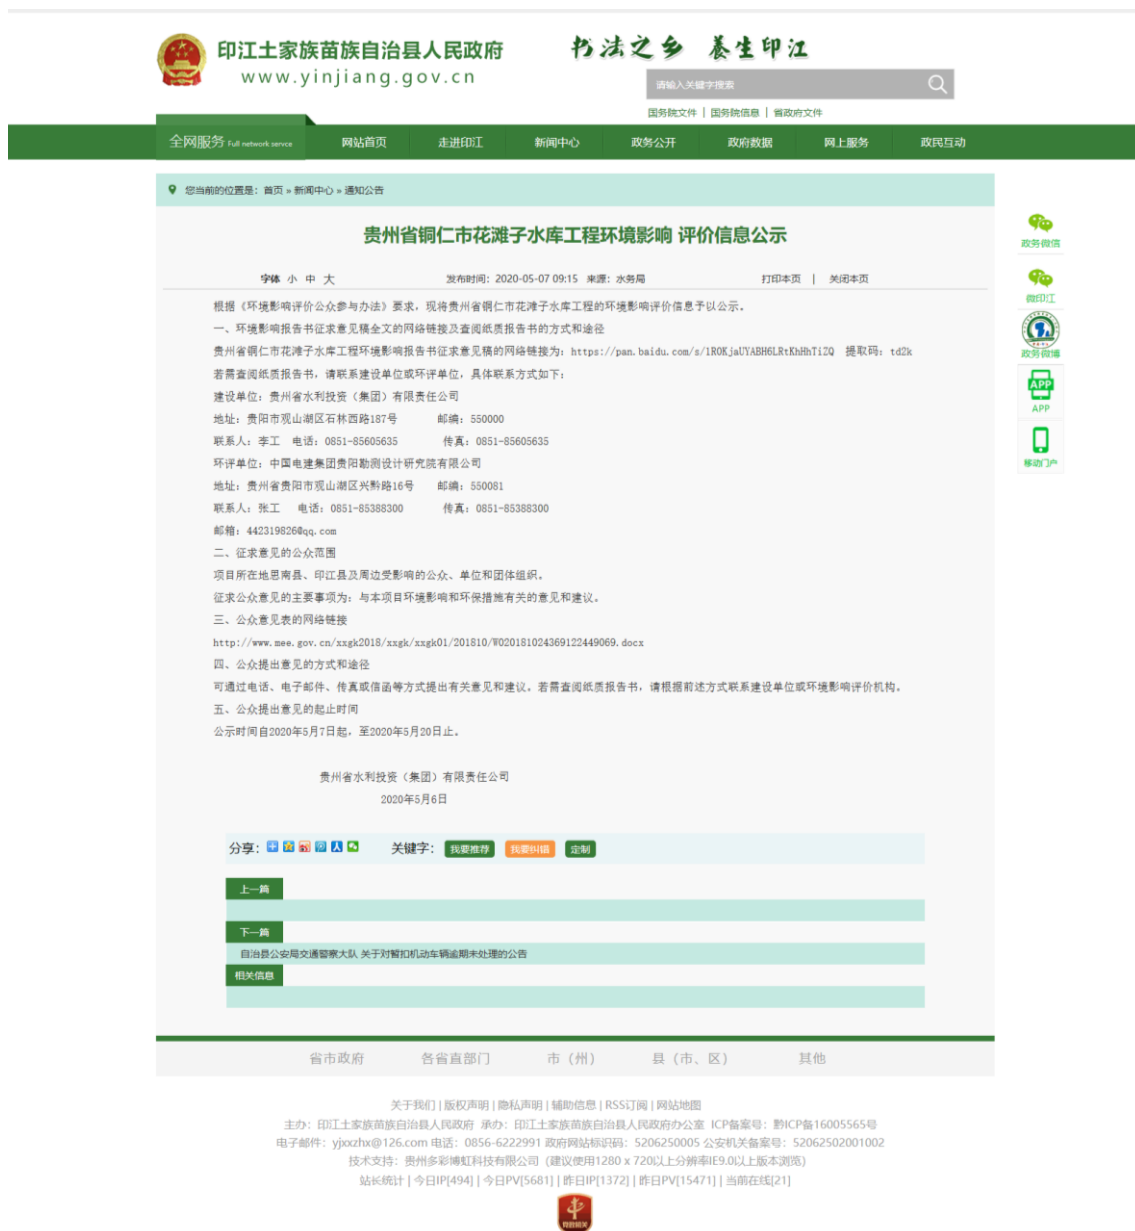 印江土家族苗族自治县人民政府
www.yinjiang.gov.cn
书法之乡 养生印江
请输入关键字搜索
国务院文件 | 国务院信息 | 省政府文件
全网服务 Full network servce 网站首页 走进印江 新闻中心 政务公开 政府数据 网上服务 政民互动
您当前的位置是：首页 » 新闻中心 » 通知公告
贵州省铜仁市花滩子水库工程环境影响 评价信息公示
字体 小 中 大 发布时间：2020-05-07 09:15 来源：水务局 打印本页 | 关闭本页
根据《环境影响评价公众参与办法》要求，现将贵州省铜仁市花滩子水库工程的环境影响评价信息予以公示。
一、环境影响报告书征求意见稿全文的网络链接及查阅纸质报告书的方式和途径
贵州省铜仁市花滩子水库工程环境影响报告书征求意见稿的网络链接为：https://pan.baidu.com/s/1R0KjaUYABH6LRtKhHhTiZQ 提取码：td2k
若需查阅纸质报告书，请联系建设单位或环评单位，具体联系方式如下：
建设单位：贵州省水利投资（集团）有限责任公司
地址：贵阳市观山湖区石林西路187号 邮编：550000
联系人：李工 电话：0851-85605635 传真：0851-85605635
环评单位：中国电建集团贵阳勘测设计研究院有限公司
地址：贵州省贵阳市观山湖区兴黔路16号 邮编：550081
联系人：张工 电话：0851-85388300 传真：0851-85388300
邮箱：442319826@qq.com
二、征求意见的公众范围
项目所在地思南县、印江县及周边受影响的公众、单位和团体组织。
征求公众意见的主要事项为：与本项目环境影响和环保措施有关的意见和建议。
三、公众意见表的网络链接
http://www.mee.gov.cn/xxgk2018/xxgk/xxgk01/201810/W020181024369122449069.docx
四、公众提出意见的方式和途径
可通过电话、电子邮件、传真或信函等方式提出有关意见和建议。若需查阅纸质报告书，请根据前述方式联系建设单位或环境影响评价机构。
五、公众提出意见的起止时间
公示时间自2020年5月7日起，至2020年5月20日止。
贵州省水利投资（集团）有限责任公司
2020年5月6日
分享： 关键字： 我要推荐 我要纠错 定制
上一篇
下一篇
自治县公安局交通警察大队 关于对暂扣机动车辆逾期未处理的公告
相关信息
政务微信
微印江
政务微博
APP
APP
移动门户
省市政府 各省直部门 市（州） 县（市、区） 其他
关于我们 | 版权声明 | 隐私声明 | 辅助信息 | RSS订阅 | 网站地图
主办：印江土家族苗族自治县人民政府 承办：印江土家族苗族自治县人民政府办公室 ICP备案号：黔ICP备16005565号
电子邮件：yjxxzhx@126.com 电话：0856-6222991 政府网站标识码：5206250005 公安机关备案号：52062502001002
技术支持：贵州多彩博虹科技有限公司（建议使用1280 x 720以上分辨率IE9.0以上版本浏览）
站长统计 | 今日IP[494] | 今日PV[5681] | 昨日IP[1372] | 昨日PV[15471] | 当前在线[21]